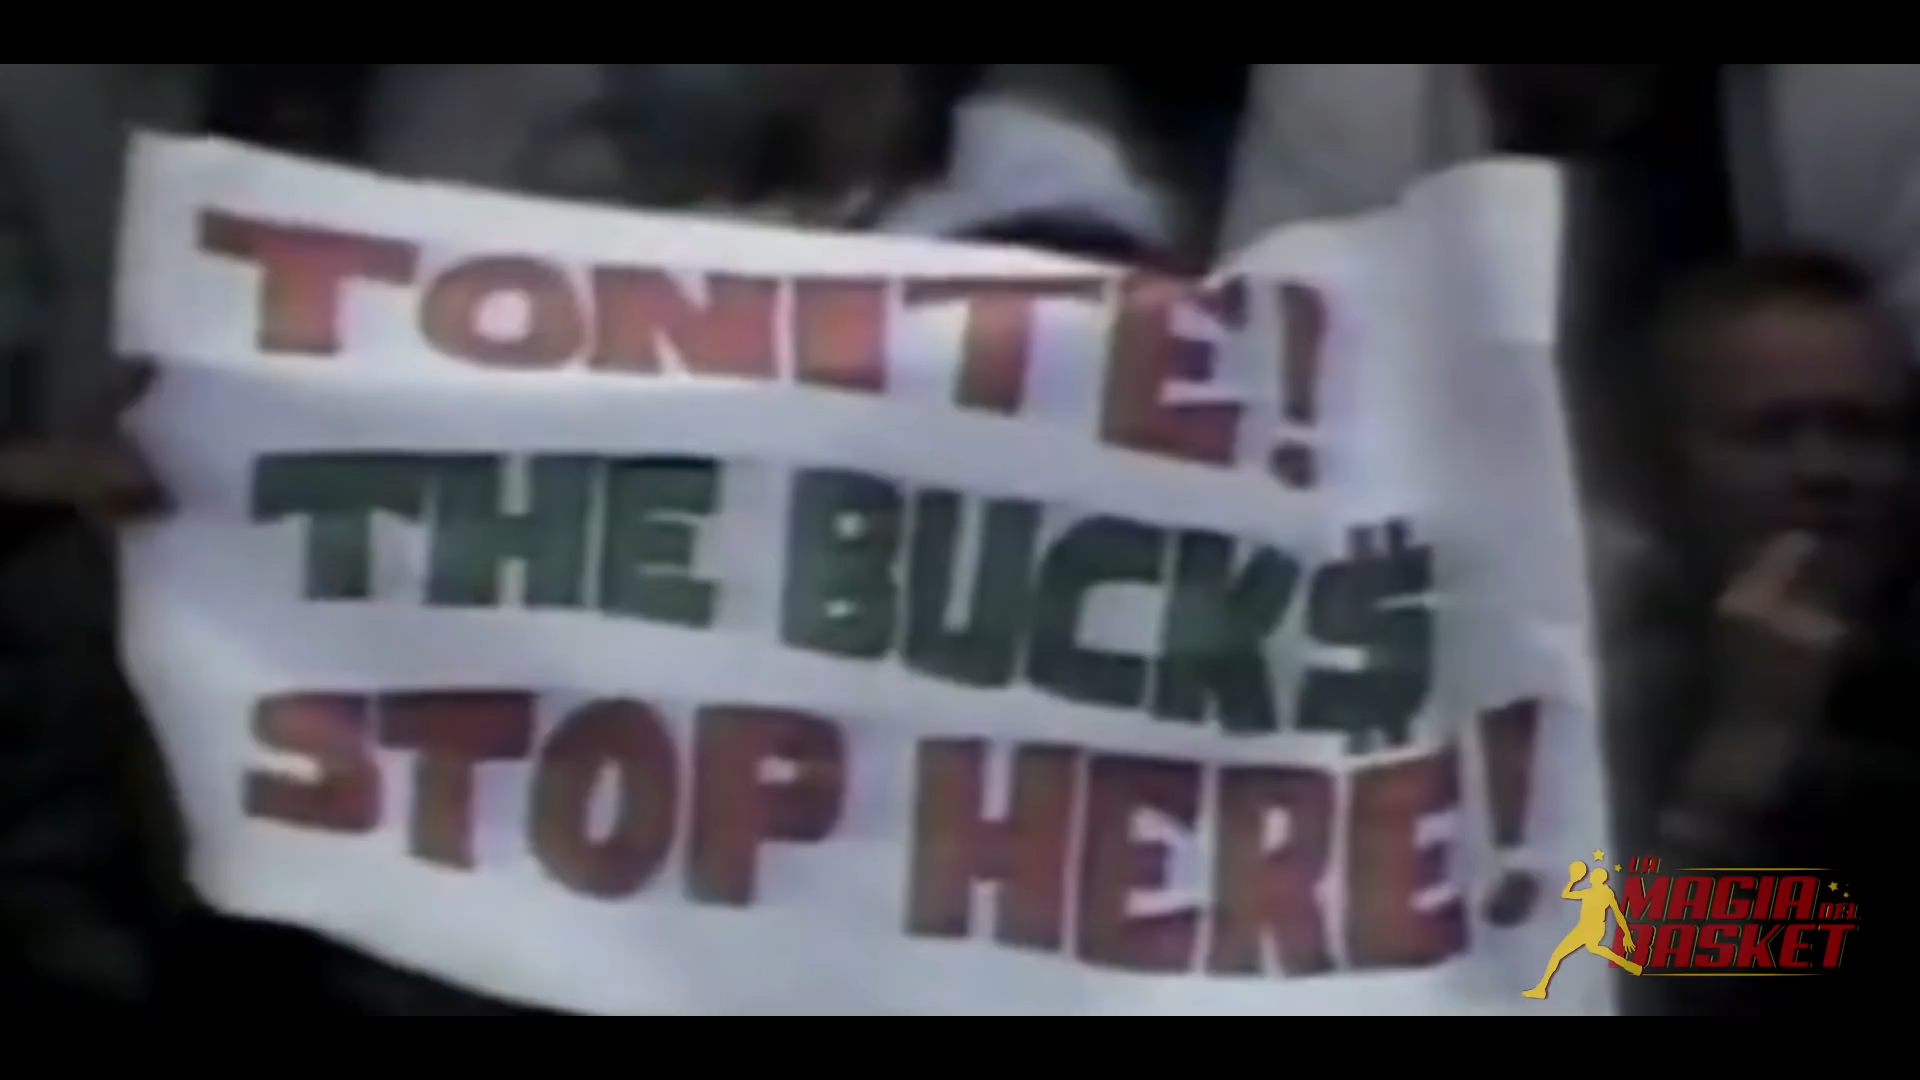 TONITE!
THE BUCK$
STOP HERE!
LA
MAGIA DEL
BASKET